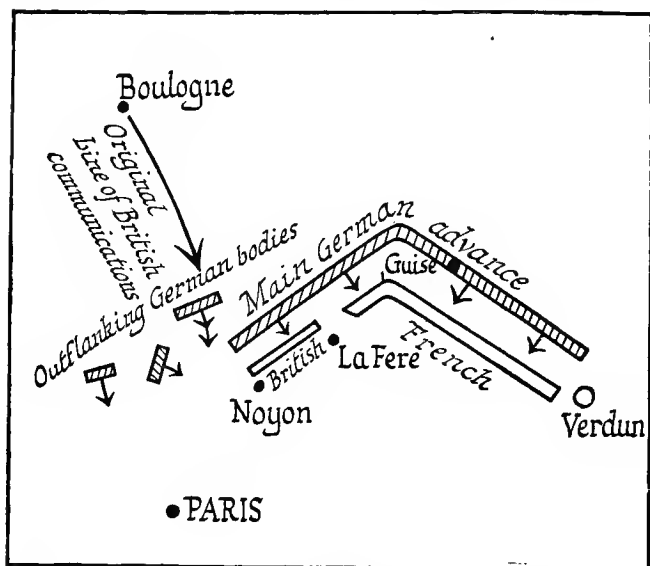 Boulogne
Original
Line of British
communications
Outflanking German bodies
Main German advance
Guise
British
La Fere
French
Noyon
Verdun
PARIS